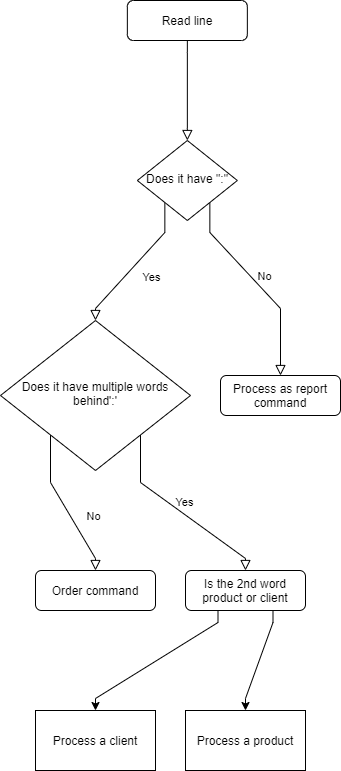 Read line
Does it have ":"
Yes
No
Does it have multiple words
behind':'
Process as report
command
No
Yes
Order command
Is the 2nd word
product or client
Process a client
Process a product